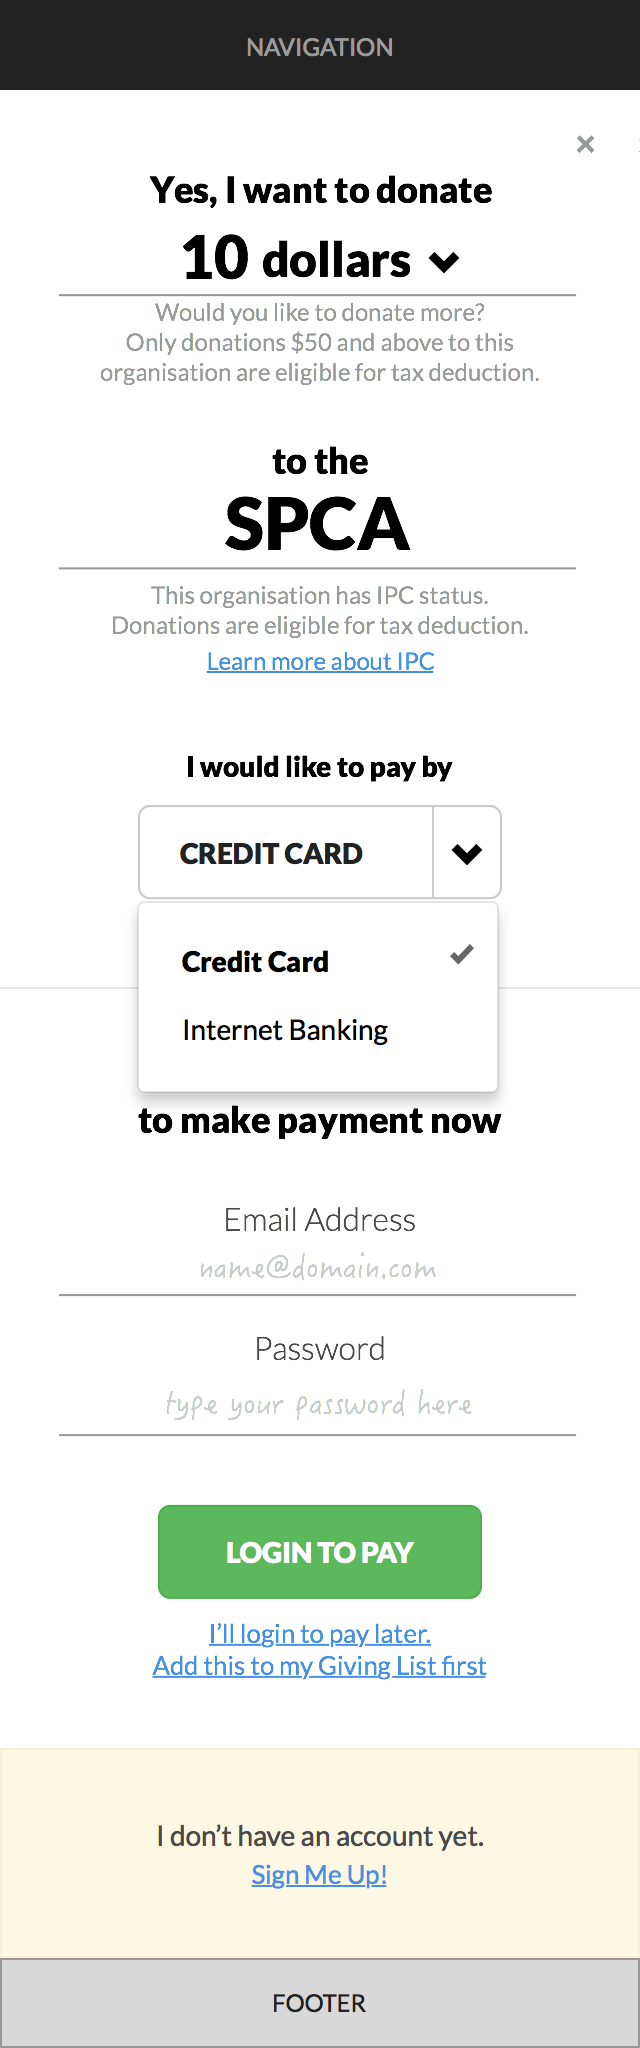 NAVIGATION
×
Yes, I want to donate
10 dollars
Would you like to donate more?
Only donations $50 and above to this
organisation are eligible for tax deduction.
to the
SPCA
This organisation has IPC status.
Donations are eligible for tax deduction.
Learn more about IPC
I would like to pay by
CREDIT CARD
Credit Card
Internet Banking
to make payment now
Email Address
name@domain.com
Password
type your password here
LOGIN TO PAY
I’ll login to pay later.
Add this to my Giving List first
I don’t have an account yet.
Sign Me Up!
FOOTER